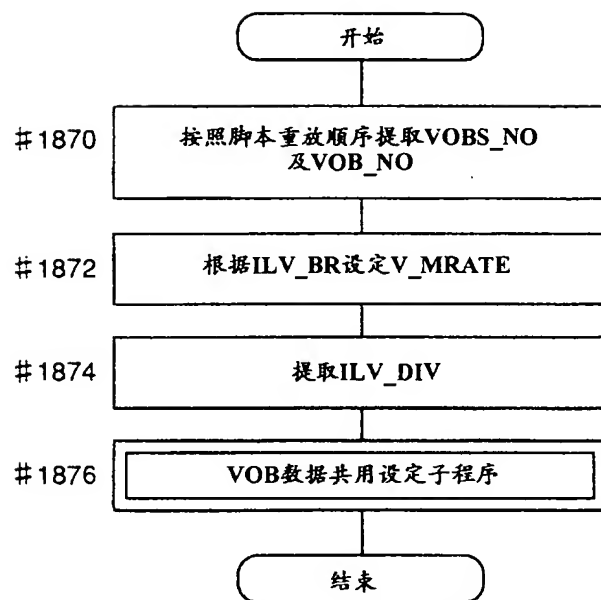 开始
#1870
按照脚本重放顺序提取VOBS_NO
及VOB_NO
#1872
根据ILV_BR设定V_MRATE
#1874
提取ILV_DIV
#1876
VOB数据共用设定子程序
结束